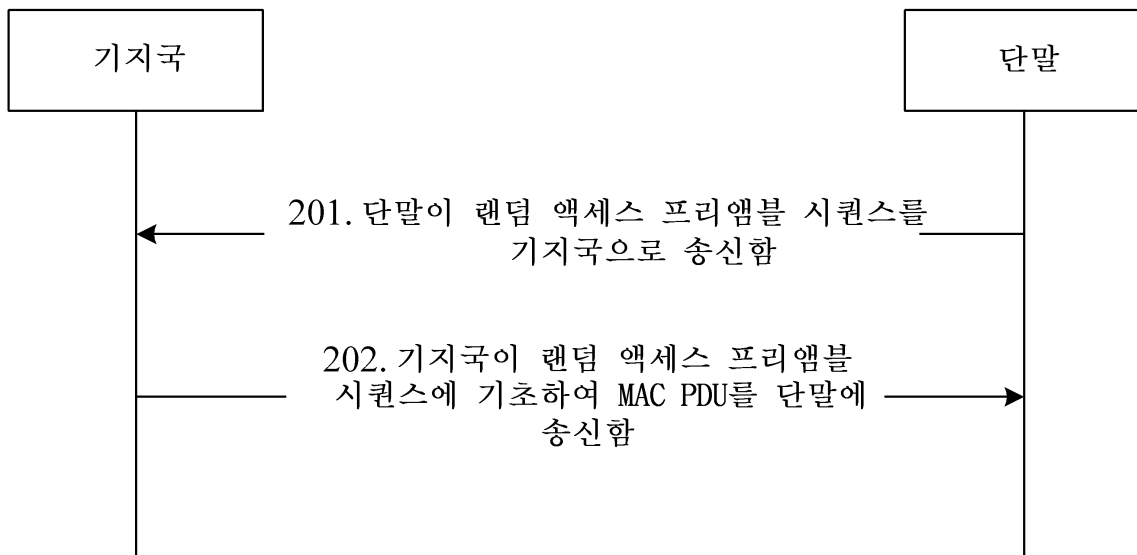 기지국
단말
201. 단말이 랜덤 액세스 프리앰블 시퀀스를
기지국으로 송신함
202. 기지국이 랜덤 액세스 프리앰블
시퀀스에 기초하여 MAC PDU를 단말에
송신함